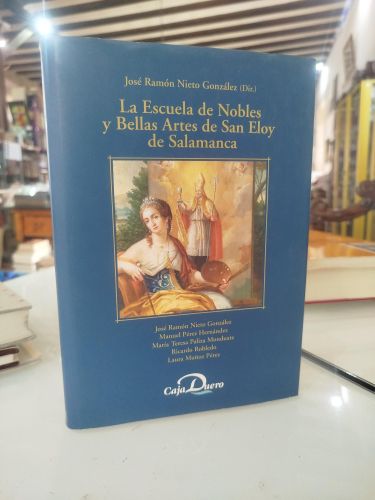 José Ramón Nieto González (Dir.)
La Escuela de Nobles
y Bellas Artes de San Eloy
de Salamanca
José Ramón Nieto González
Manuel Pérez Hernández
María Teresa Paliza Monduate
Ricardo Robledo
Laura Muñoz Pérez
Caja Duero